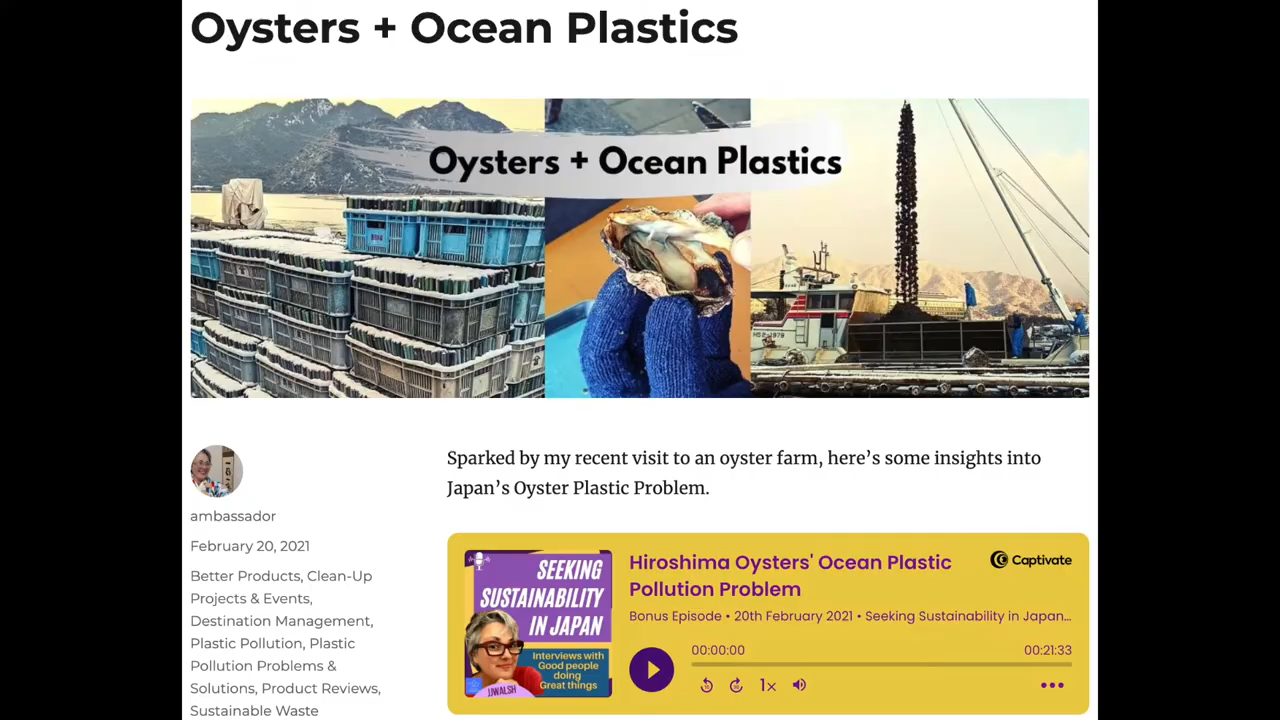 Oysters + Ocean Plastics
Oysters + Ocean Plastics
Sparked by my recent visit to an oyster farm, here’s some insights into
Japan’s Oyster Plastic Problem.
ambassador
February 20, 2021
Better Products, Clean-Up
Projects & Events,
Destination Management,
Plastic Pollution, Plastic
Pollution Problems &
Solutions, Product Reviews,
Sustainable Waste
SEEKING
SUSTAINABILITY
IN JAPAN
Interviews with
Good people
doing
Great things
JJWALSH
Hiroshima Oysters' Ocean Plastic
Pollution Problem
Captivate
Bonus Episode • 20th February 2021 • Seeking Sustainability in Japan...
00:00:00
00:21:33
1×